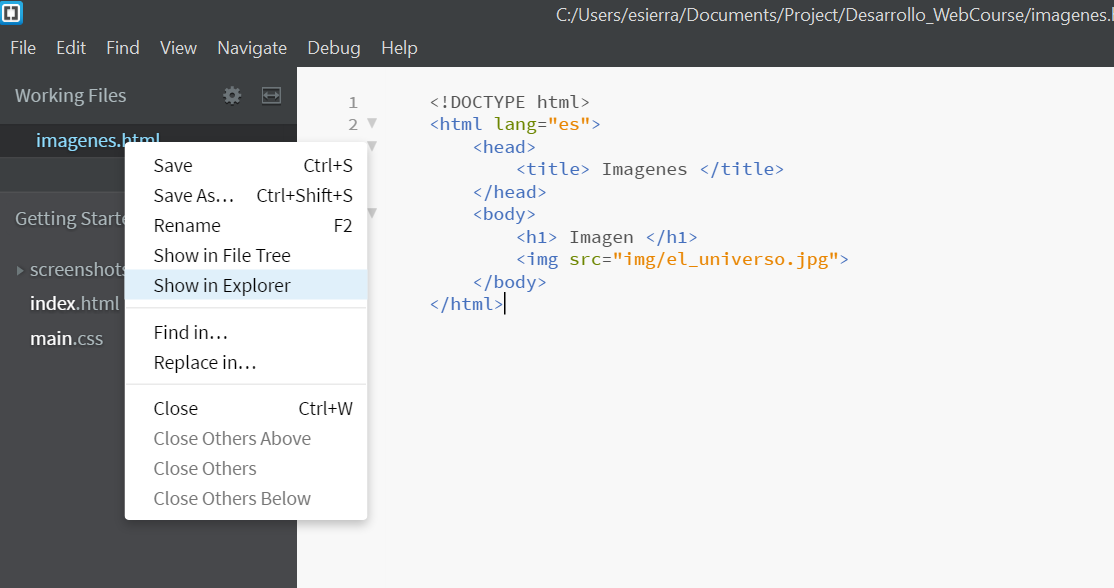 C:/Users/esierra/Documents/Project/Desarrollo_WebCourse/imagenes.
File Edit Find View Navigate Debug Help
Working Files
imagenes.html
Getting Starte
screenshots
index.html
main.css
Save Ctrl+S
Save As... Ctrl+Shift+S
Rename F2
Show in File Tree
Show in Explorer
Find in...
Replace in...
Close Ctrl+W
Close Others Above
Close Others
Close Others Below
1 <!DOCTYPE html>
2 <html lang="es">
<head>
<title> Imagenes </title>
</head>
<body>
<h1> Imagen </h1>
<img src="img/el_universo.jpg">
</body>
</html>